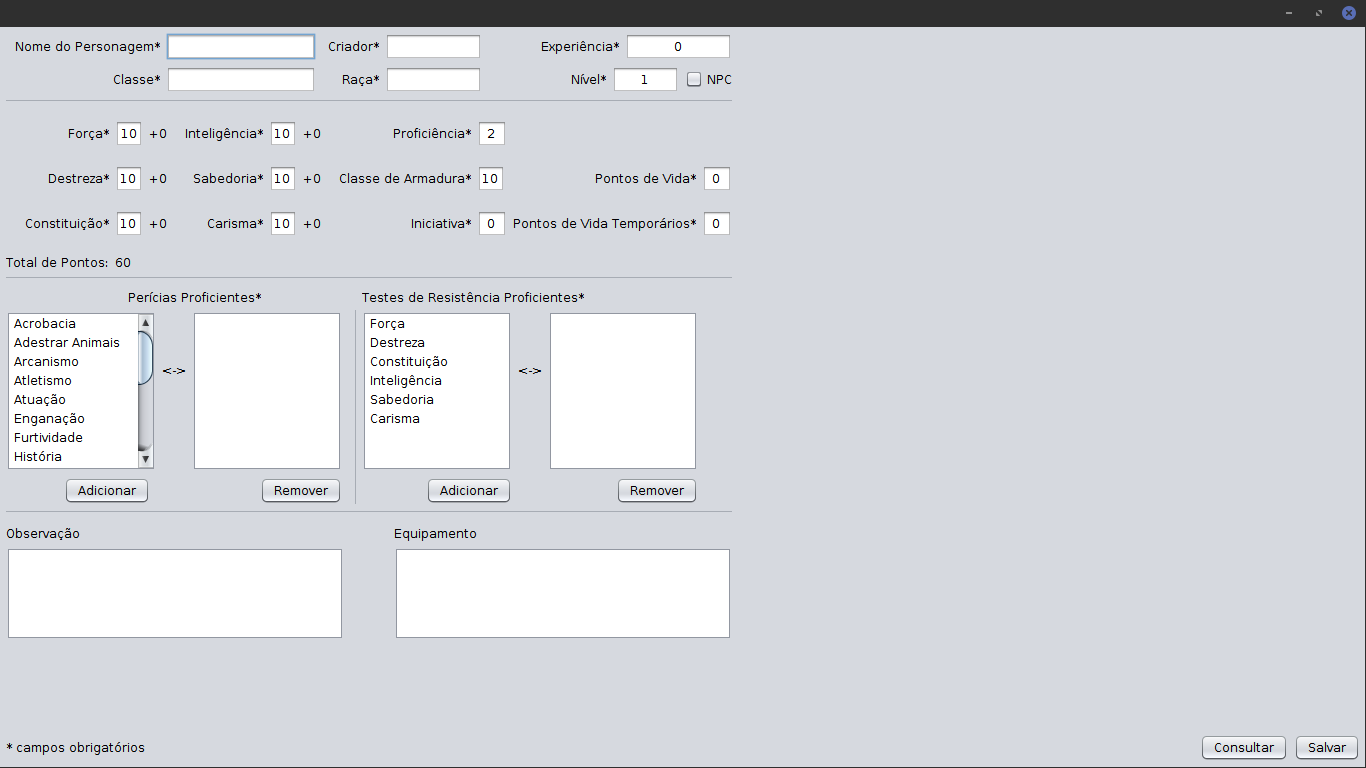 Nome do Personagem* Criador* Experiência* 0
Classe* Raça* Nível* 1 NPC
Força* 10 +0 Inteligência* 10 +0 Proficiência* 2
Destreza* 10 +0 Sabedoria* 10 +0 Classe de Armadura* 10 Pontos de Vida* 0
Constituição* 10 +0 Carisma* 10 +0 Iniciativa* 0 Pontos de Vida Temporários* 0
Total de Pontos: 60
Perícias Proficientes* Testes de Resistência Proficientes*
Acrobacia
Adestrar Animais
Arcanismo
Atletismo
Atuação
Enganação
Furtividade
História
<->
Adicionar Remover
Força
Destreza
Constituição
Inteligência
Sabedoria
Carisma
<->
Adicionar Remover
Observação Equipamento
* campos obrigatórios Consultar Salvar